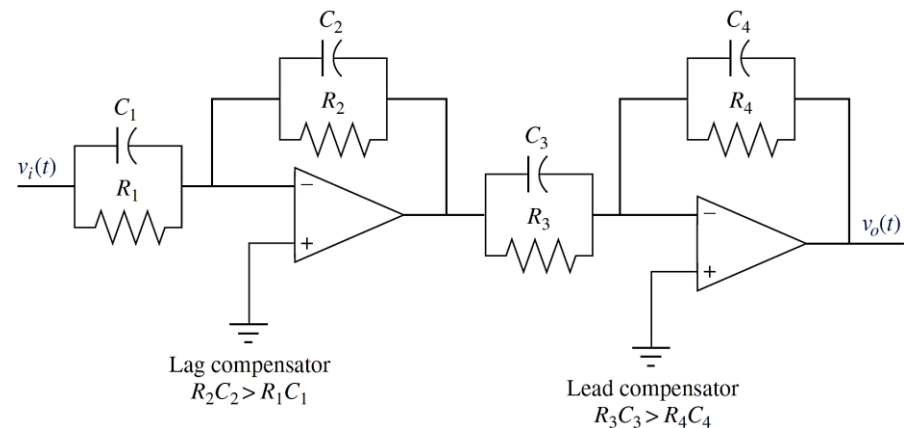 C₂
C₄
R₂
R₄
C₁
C₃
vᵢ(t)
R₁
−
R₃
−
vₒ(t)
+
+
Lag compensator
R₂C₂ > R₁C₁
Lead compensator
R₃C₃ > R₄C₄